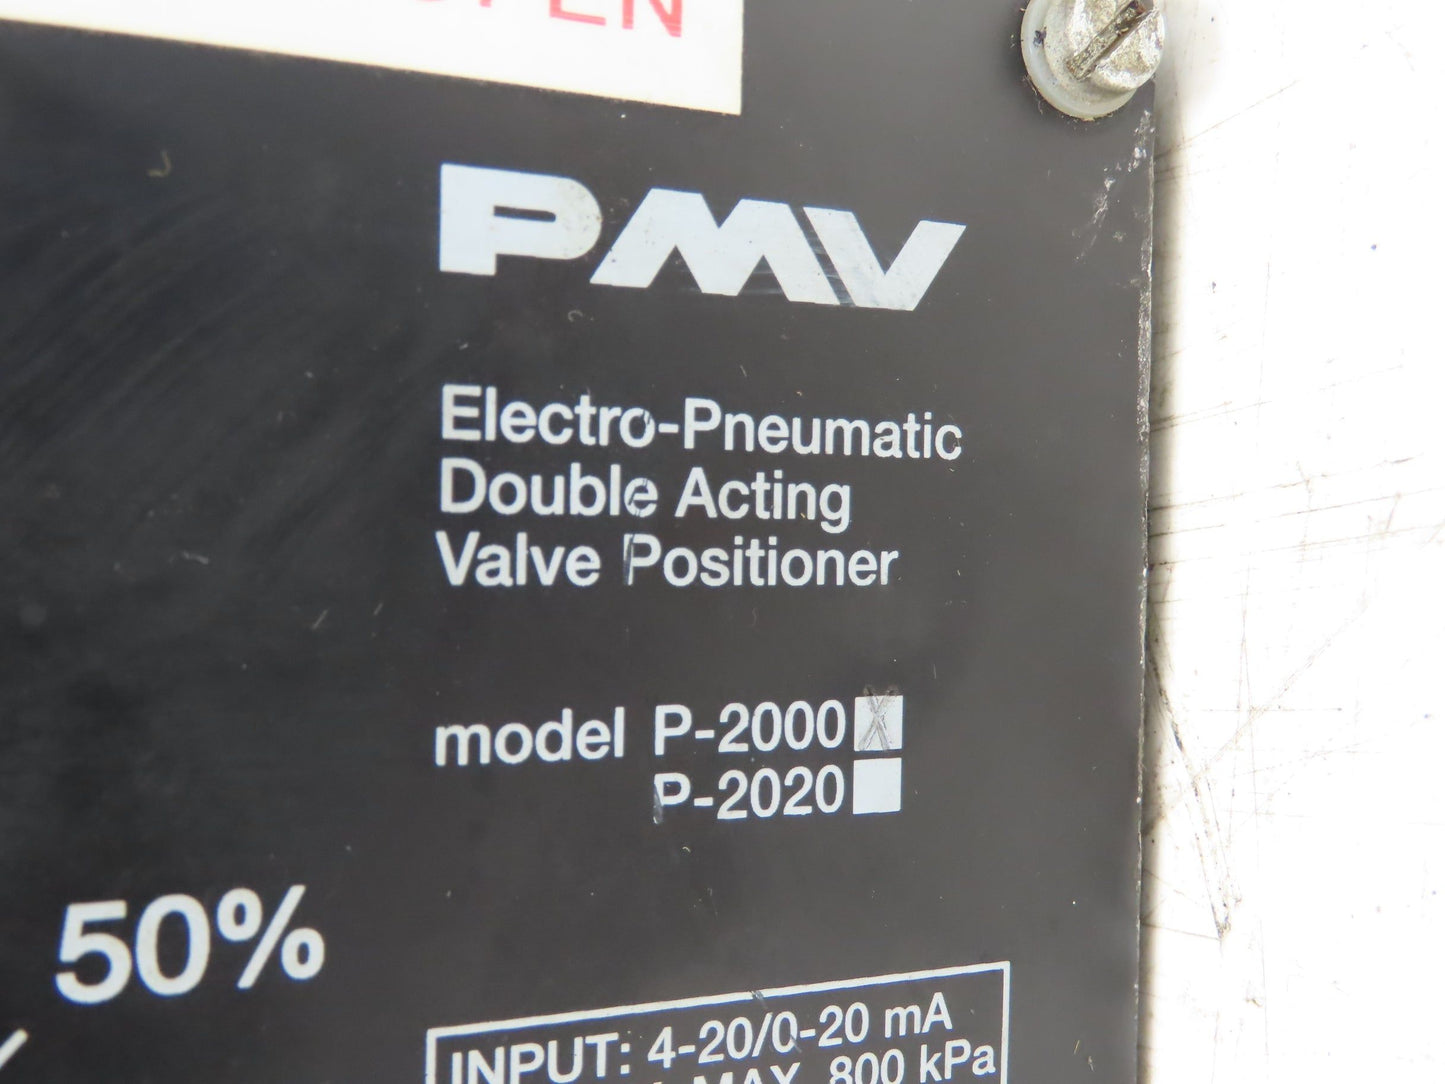 PMV
Electro-Pneumatic
Double Acting
Valve Positioner
model P-2000
P-2020
50%
INPUT: 4-20/0-20 mA
MAX. 800 kPa